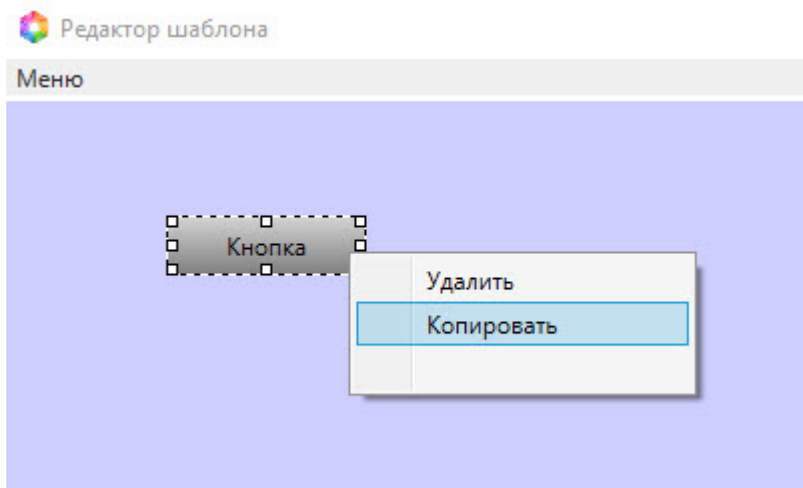 Редактор шаблона
Меню
Кнопка
Удалить
Копировать